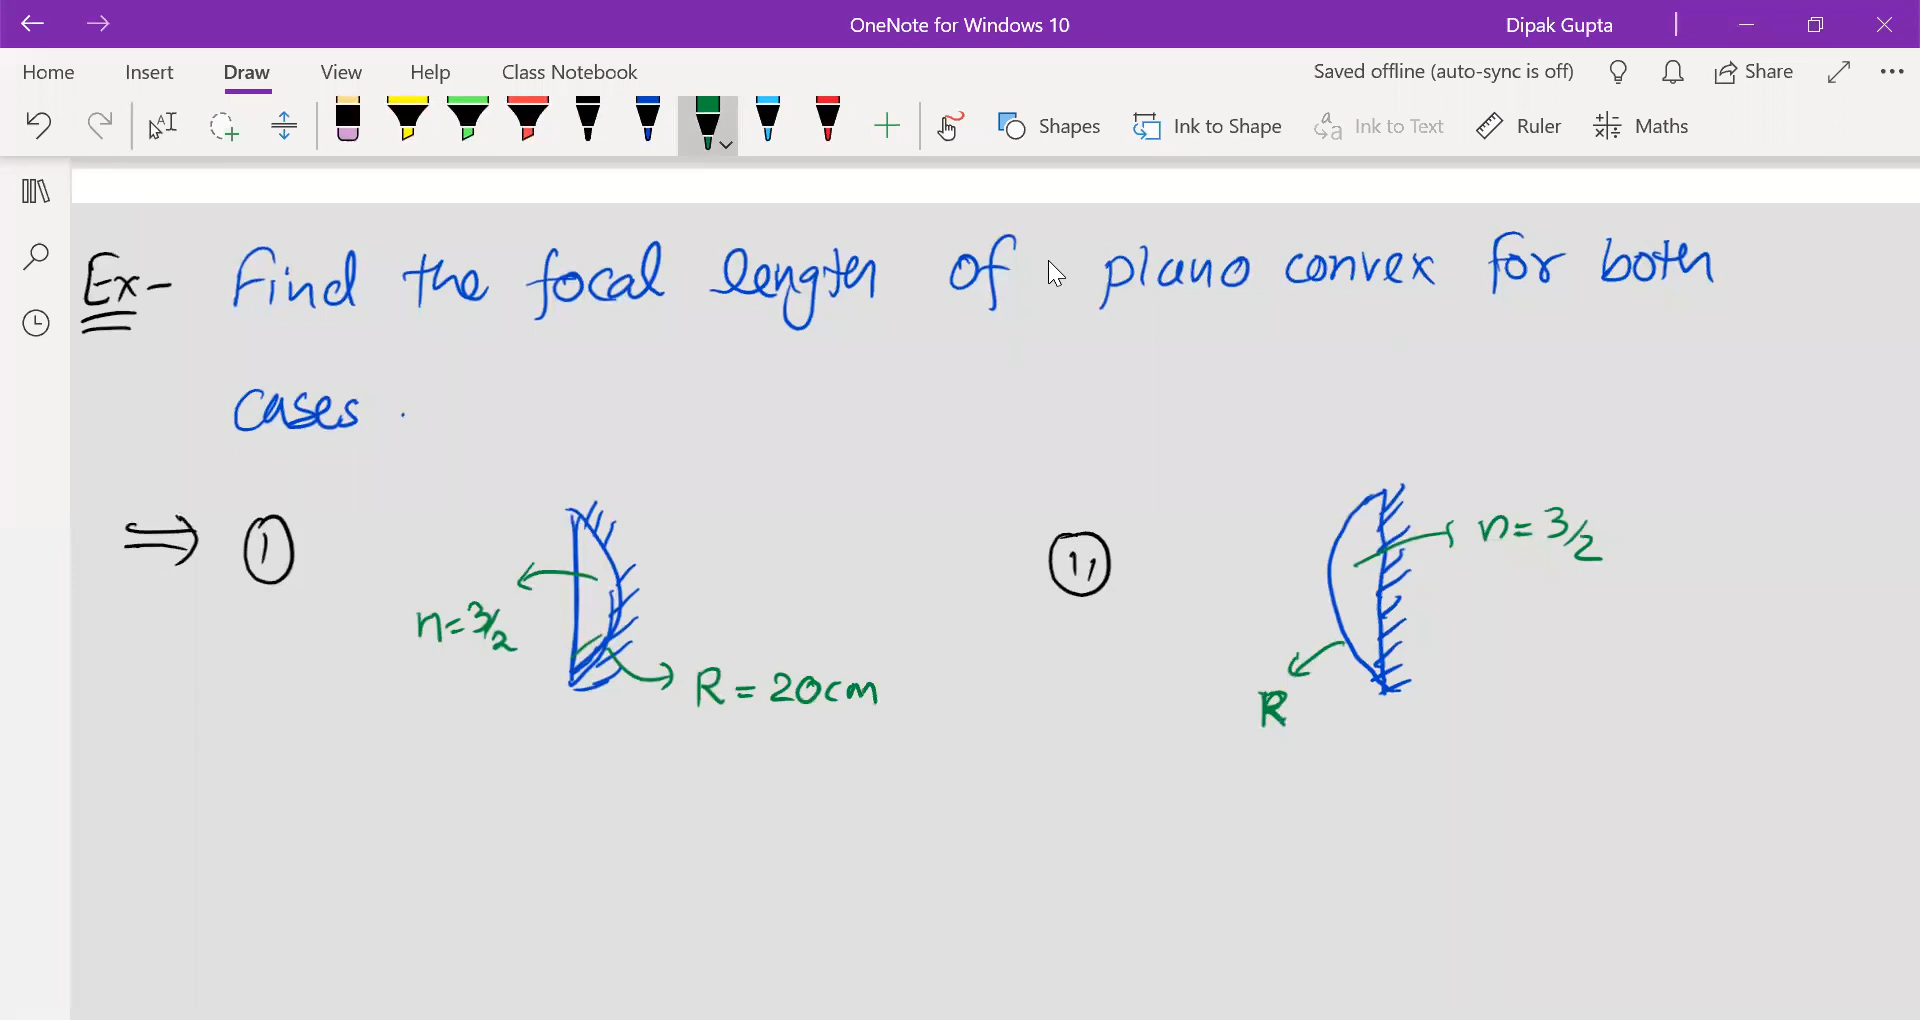 OneNote for Windows 10
Dipak Gupta
Home Insert Draw View Help Class Notebook
Saved offline (auto-sync is off)
Share
Shapes Ink to Shape Ink to Text Ruler Maths
Ex- Find the focal length of plano convex for both
cases.
⇒ ①
n=3/2
R = 20cm
n=3/2
R